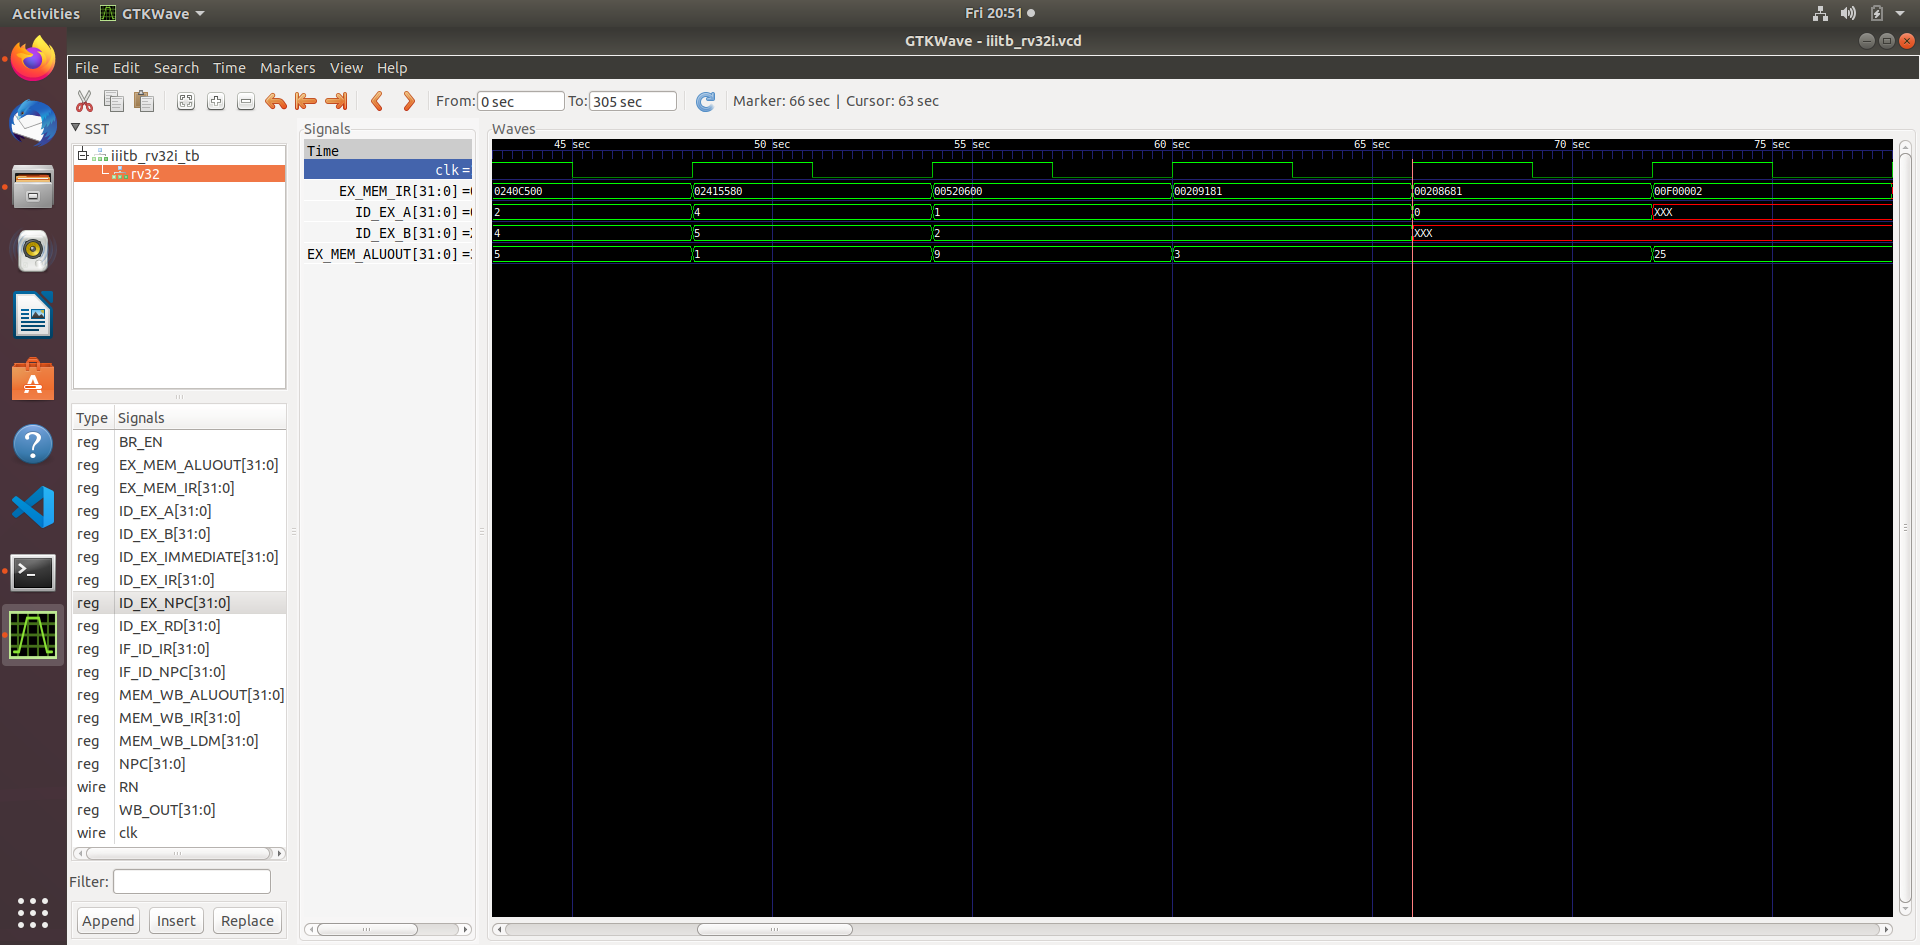 Activities GTKWave Fri 20:51
GTKWave - iiitb_rv32i.vcd
File Edit Search Time Markers View Help
From: 0 sec To: 305 sec Marker: 66 sec | Cursor: 63 sec
SST
iiitb_rv32i_tb
rv32
Type Signals
reg BR_EN
reg EX_MEM_ALUOUT[31:0]
reg EX_MEM_IR[31:0]
reg ID_EX_A[31:0]
reg ID_EX_B[31:0]
reg ID_EX_IMMEDIATE[31:0]
reg ID_EX_IR[31:0]
reg ID_EX_NPC[31:0]
reg ID_EX_RD[31:0]
reg IF_ID_IR[31:0]
reg IF_ID_NPC[31:0]
reg MEM_WB_ALUOUT[31:0]
reg MEM_WB_IR[31:0]
reg MEM_WB_LDM[31:0]
reg NPC[31:0]
wire RN
reg WB_OUT[31:0]
wire clk
Filter:
Append Insert Replace
Signals
Time
clk =
EX_MEM_IR[31:0] =
ID_EX_A[31:0] =
ID_EX_B[31:0] =
EX_MEM_ALUOUT[31:0] =
Waves
45 sec 50 sec 55 sec 60 sec 65 sec 70 sec 75 sec
0240C500 02415580 00520600 00209181 00208681 00F00002
2 4 1 0 XXX
4 5 2 XXX
5 1 9 3 25